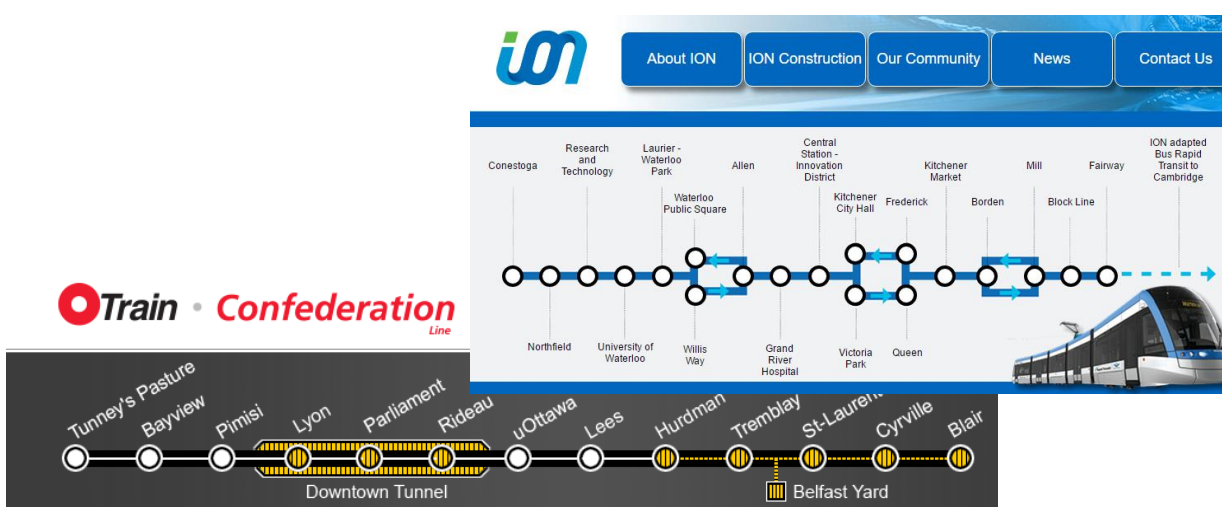 ion
About ION
ION Construction
Our Community
News
Contact Us
Conestoga
Research
and
Technology
Laurier -
Waterloo
Park
Allen
Central
Station -
Innovation
District
Kitchener
Market
Mill
Fairway
ION adapted
Bus Rapid
Transit to
Cambridge
Waterloo
Public Square
Kitchener
City Hall
Frederick
Borden
Block Line
Northfield
University of
Waterloo
Willis
Way
Grand
River
Hospital
Victoria
Park
Queen
OTrain · Confederation
Line
Tunney's Pasture
Bayview
Pimisi
Lyon
Parliament
Rideau
uOttawa
Lees
Hurdman
Tremblay
St-Laurent
Cyrville
Blair
Downtown Tunnel
Belfast Yard